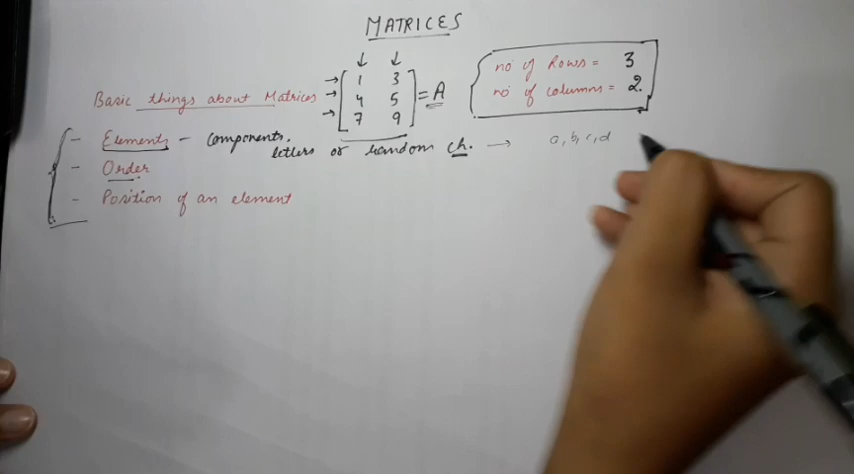 MATRICES
no of Rows = 3
no of columns = 2.
Basic things about Matrices → [ 1 3
→ 4 5 = A
→ 7 9 ]
- Elements - components.
letters or random ch. → a, b, c, d
- Order
- Position of an element